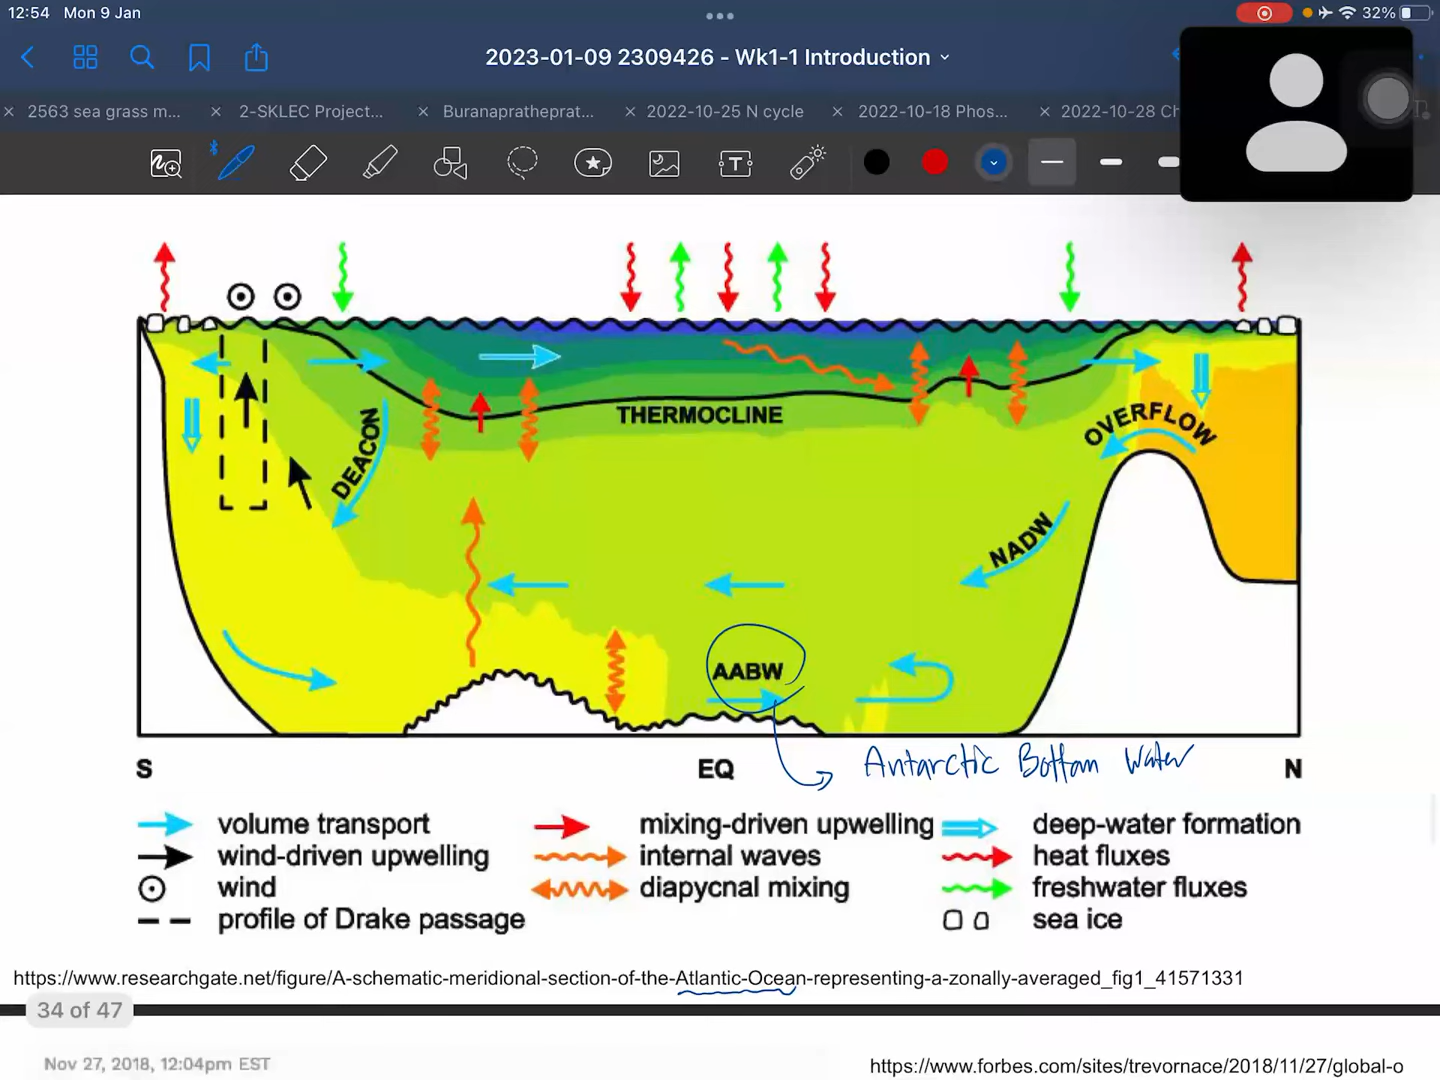 12:54 Mon 9 Jan
32%
2023-01-09 2309426 - Wk1-1 Introduction
2563 sea grass m...
2-SKLEC Project...
Buranapratheprat...
2022-10-25 N cycle
2022-10-18 Phos...
2022-10-28 Ch
THERMOCLINE
DEACON
OVERFLOW
NADW
AABW
S
EQ
N
Antarctic Bottom Water
volume transport
wind-driven upwelling
wind
profile of Drake passage
mixing-driven upwelling
internal waves
diapycnal mixing
deep-water formation
heat fluxes
freshwater fluxes
sea ice
https://www.researchgate.net/figure/A-schematic-meridional-section-of-the-Atlantic-Ocean-representing-a-zonally-averaged_fig1_41571331
34 of 47
Nov 27, 2018, 12:04pm EST
https://www.forbes.com/sites/trevornace/2018/11/27/global-o